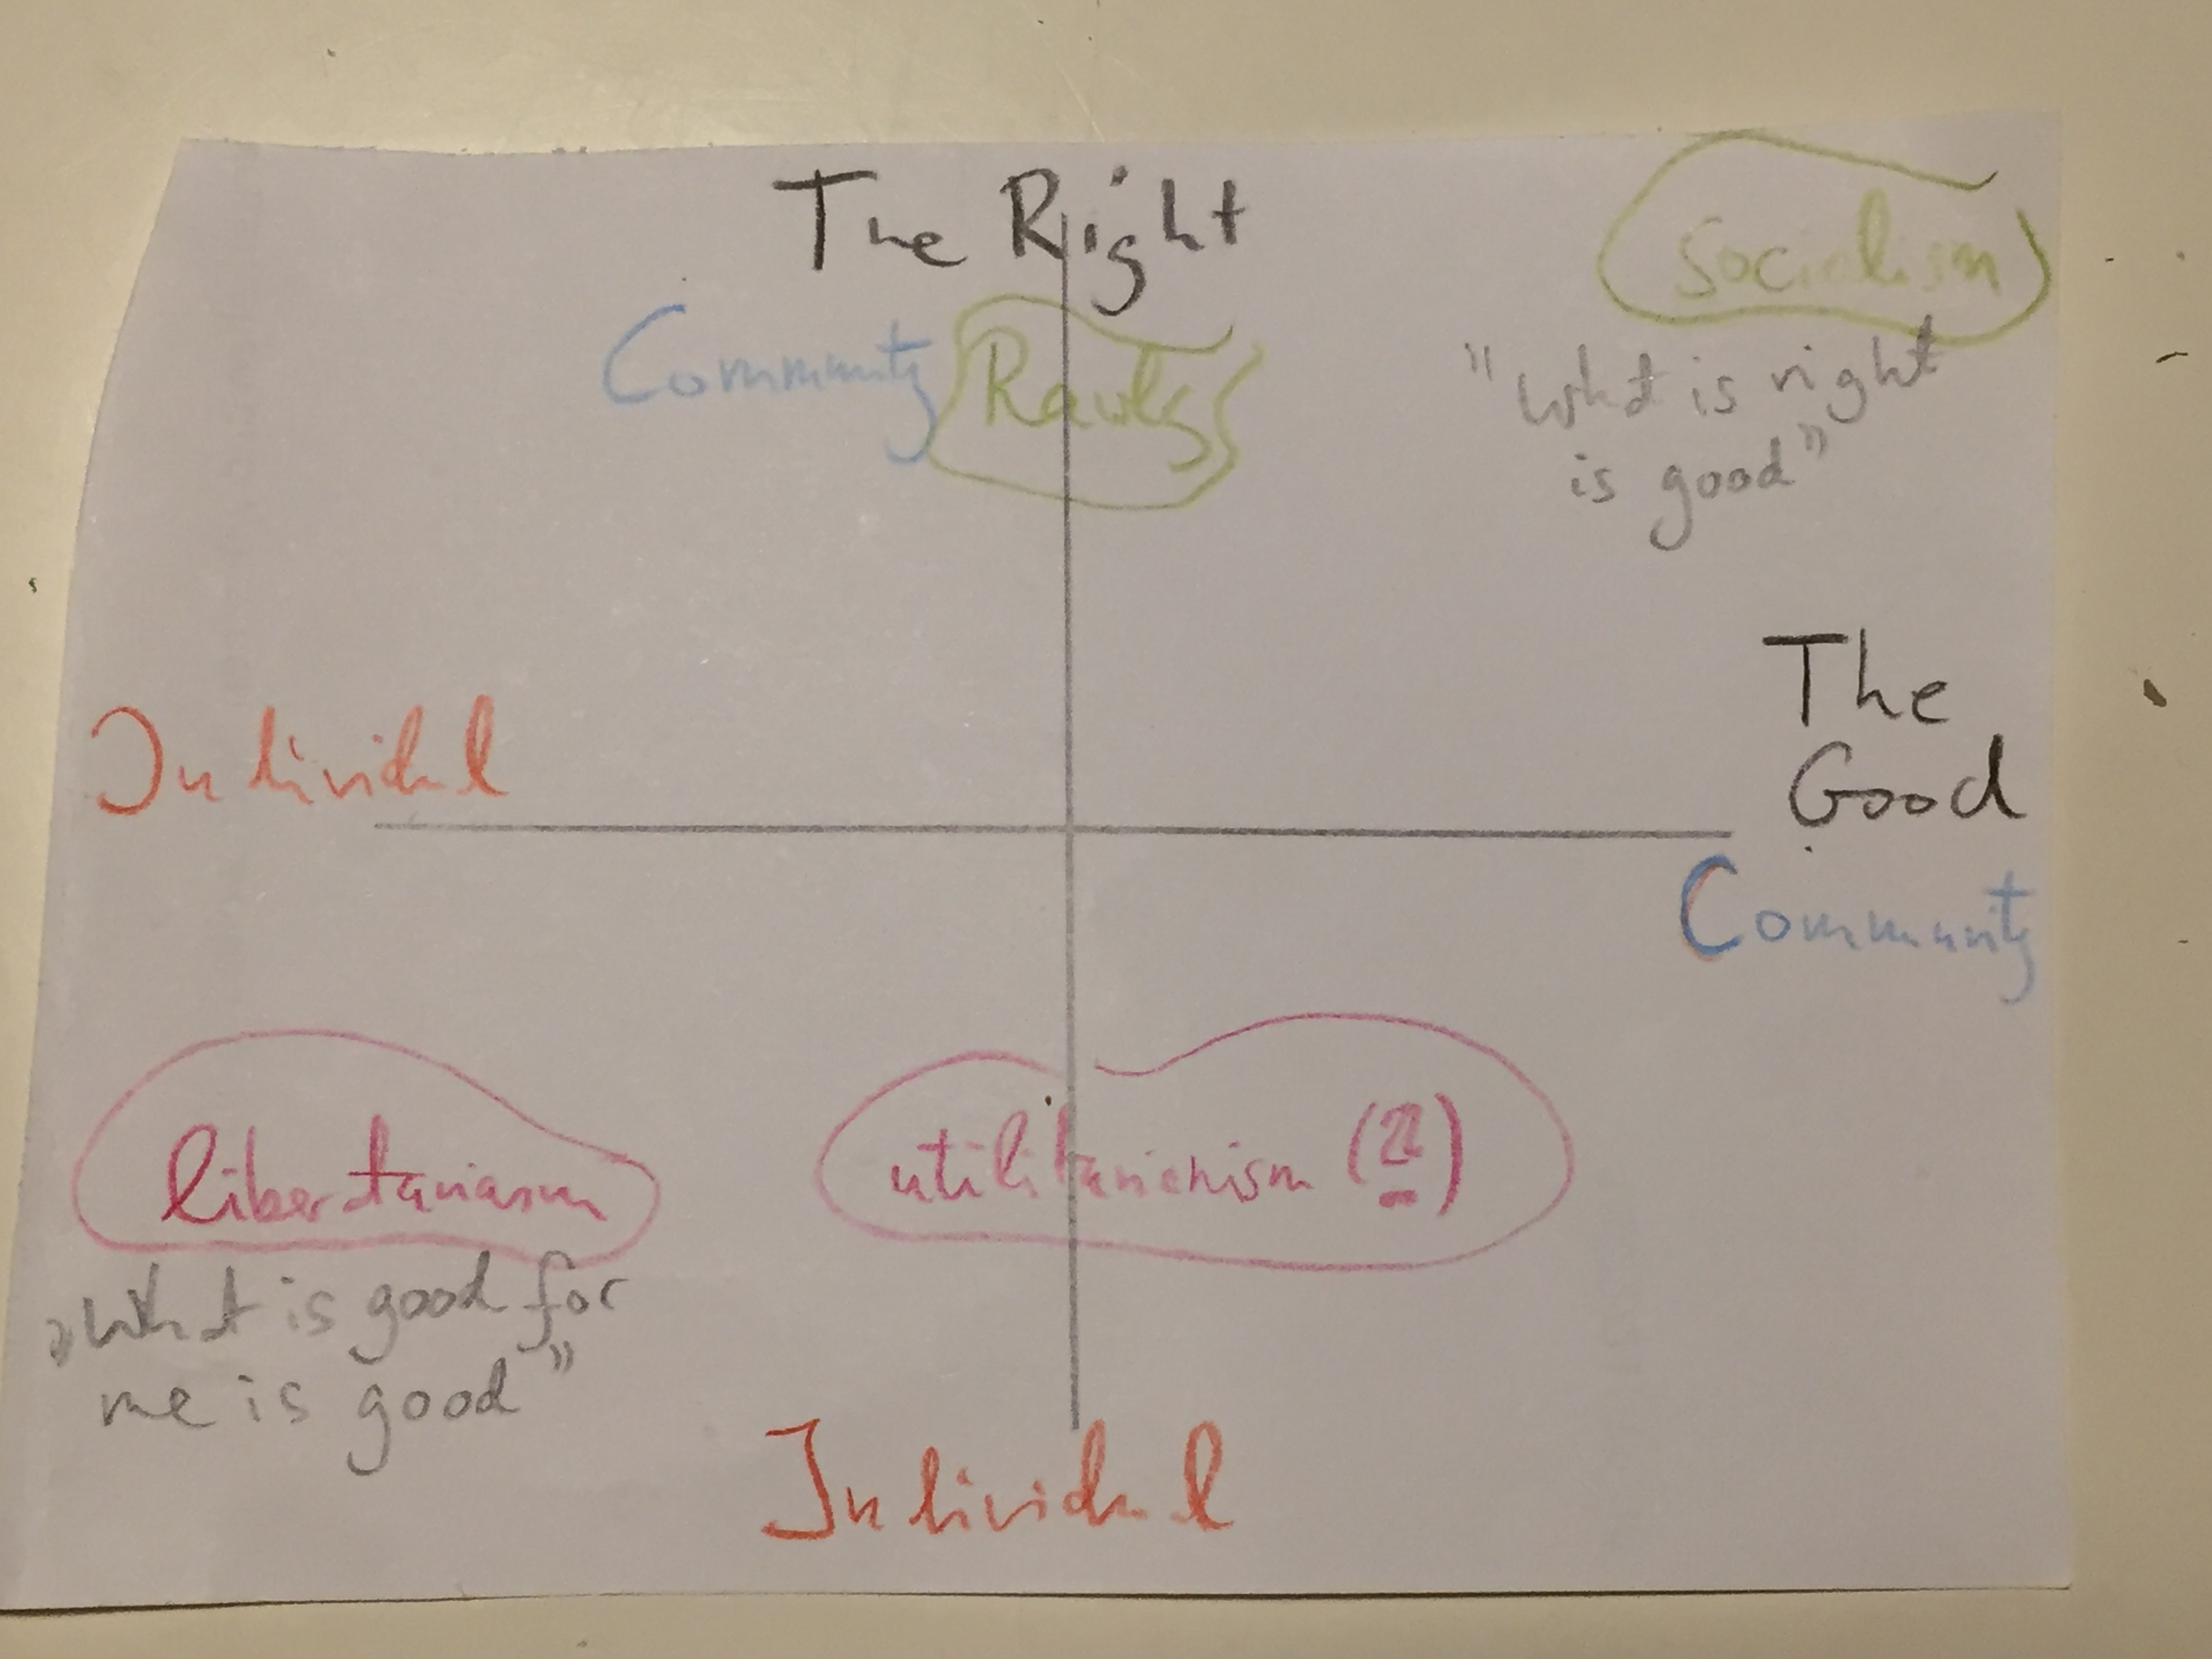 The Right
Socialism
Community
Rawls
"What is right
is good"
The
Good
Individual
Community
libertarianism
utilitarianism (?!)
„What is good for
me is good"
Individual